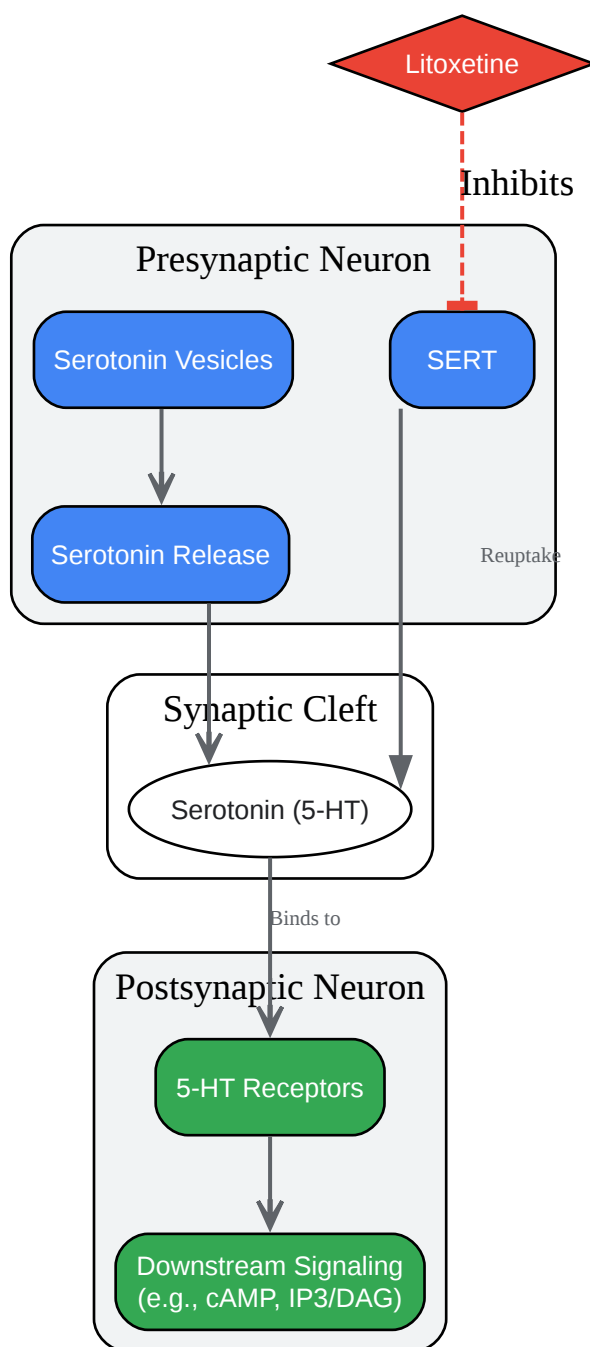 Litoxetine
Inhibits
Presynaptic Neuron
Serotonin Vesicles
SERT
Serotonin Release
Reuptake
Synaptic Cleft
Serotonin (5-HT)
Binds to
Postsynaptic Neuron
5-HT Receptors
Downstream Signaling
(e.g., cAMP, IP3/DAG)